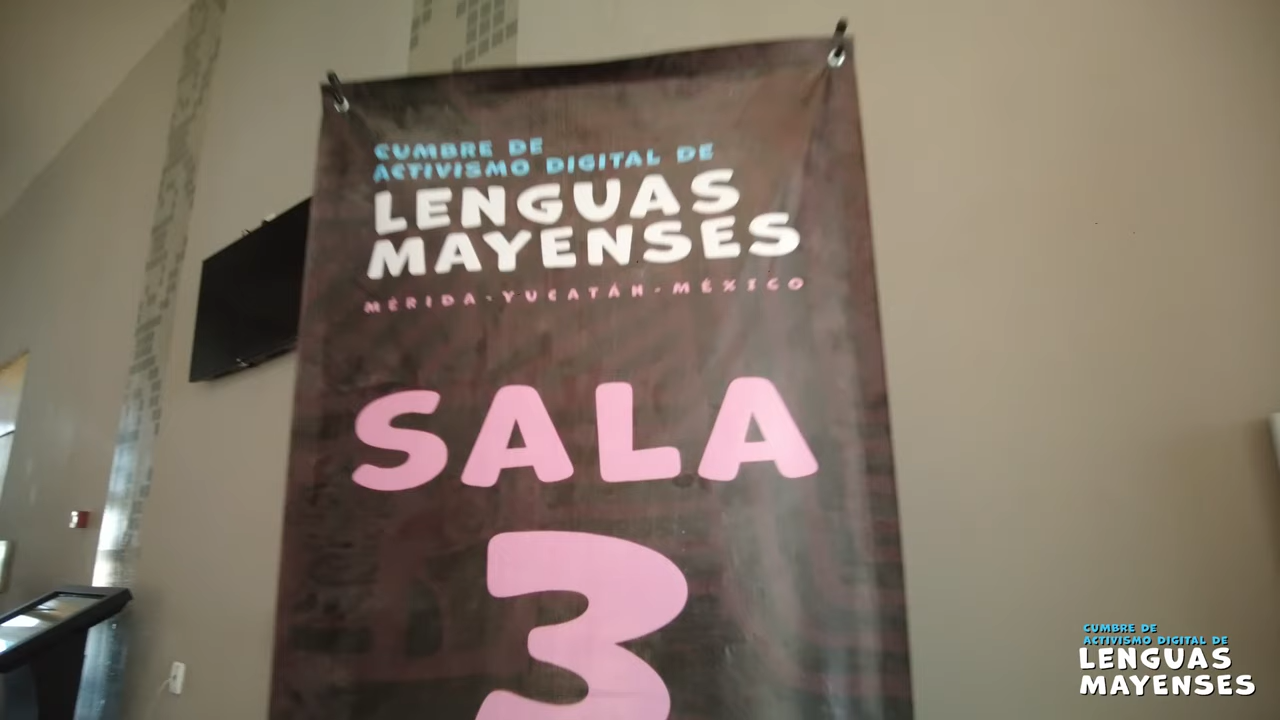 CUMBRE DE
ACTIVISMO DIGITAL DE
LENGUAS
MAYENSES
MÉRIDA-YUCATÁN-MÉXICO
SALA
3
CUMBRE DE
ACTIVISMO DIGITAL DE
LENGUAS
MAYENSES